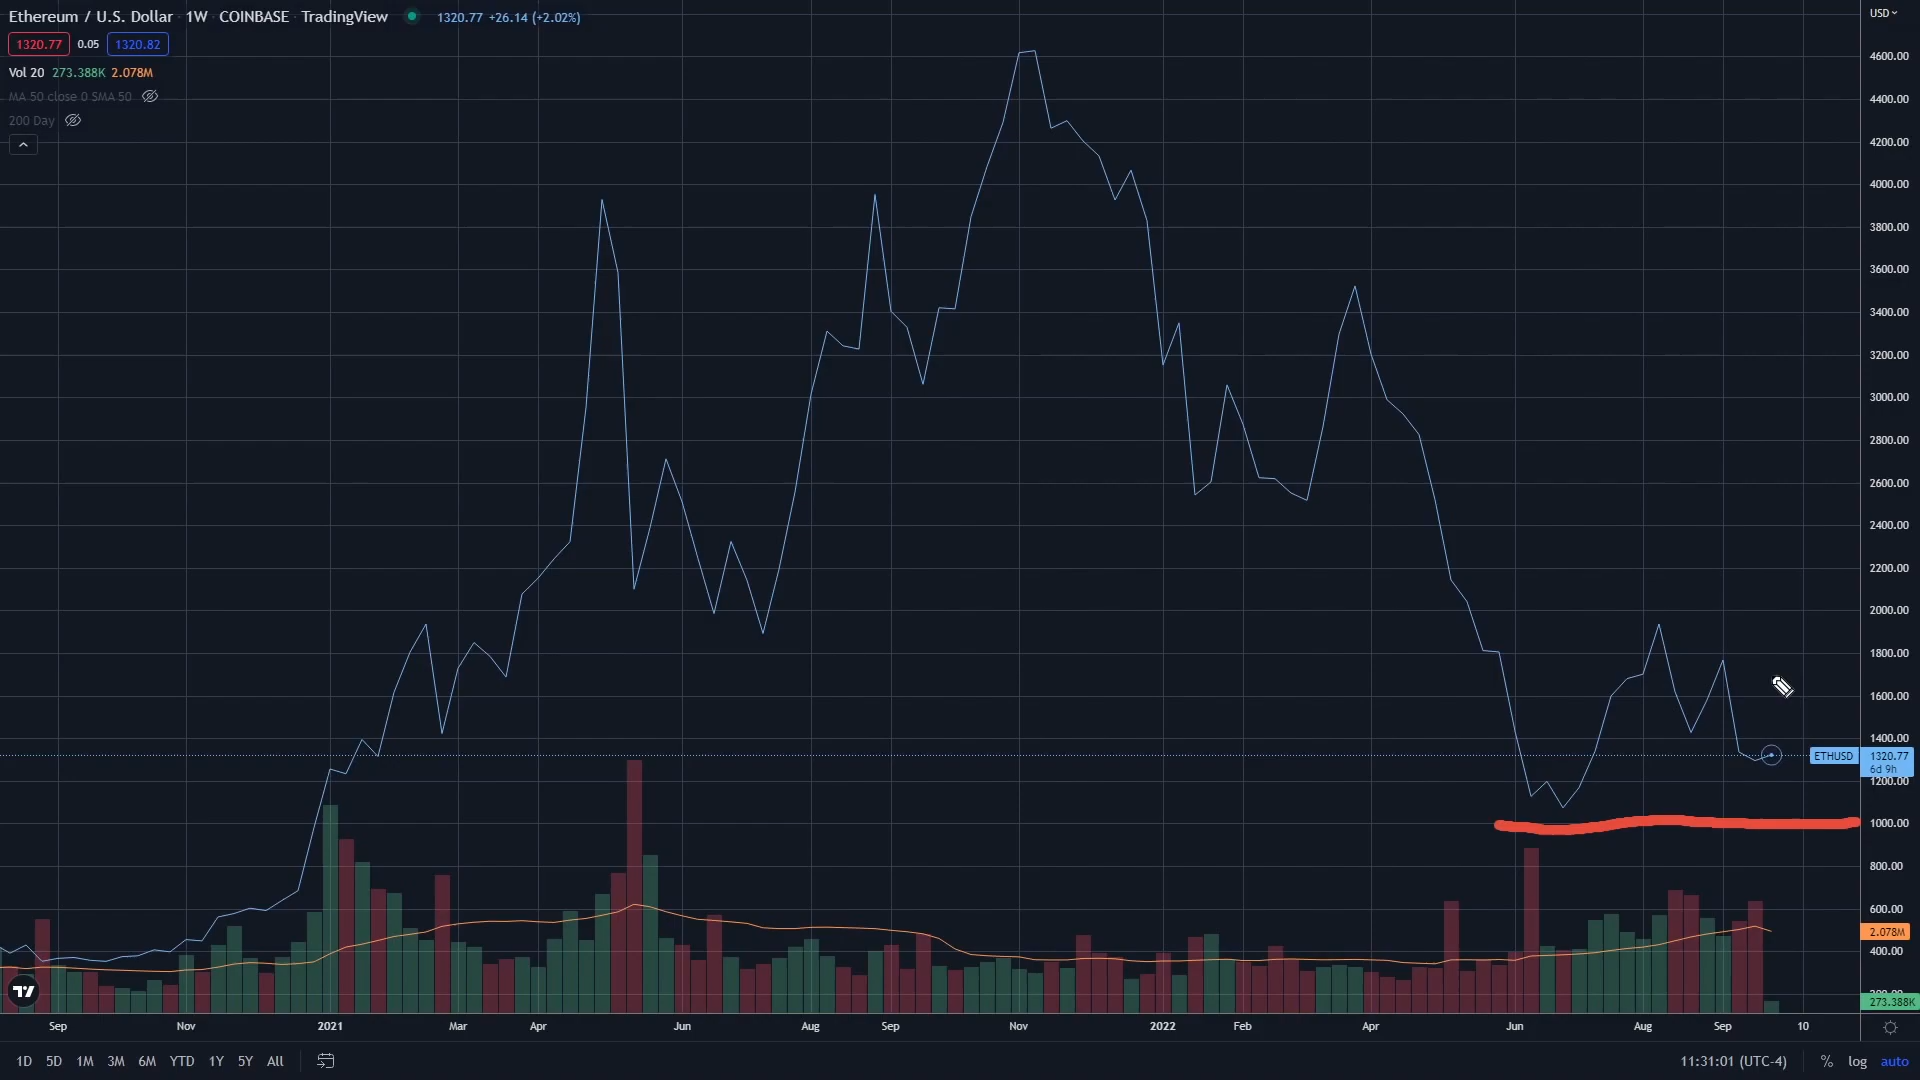 Ethereum / U.S. Dollar 1W COINBASE TradingView 1320.77 +26.14 (+2.02%)
1320.77 0.05 1320.82
Vol 20 273.388K 2.078M
MA 50 close 0 SMA 50
200 Day
USD
4600.00
4400.00
4200.00
4000.00
3800.00
3600.00
3400.00
3200.00
3000.00
2800.00
2600.00
2400.00
2200.00
2000.00
1800.00
1600.00
1400.00
ETHUSD 1320.77
6d 9h
1200.00
1000.00
800.00
600.00
2.078M
400.00
200.00
273.388K
Sep Nov 2021 Mar Apr Jun Aug Sep Nov 2022 Feb Apr Jun Aug Sep 10
1D 5D 1M 3M 6M YTD 1Y 5Y All 11:31:01 (UTC-4) % log auto